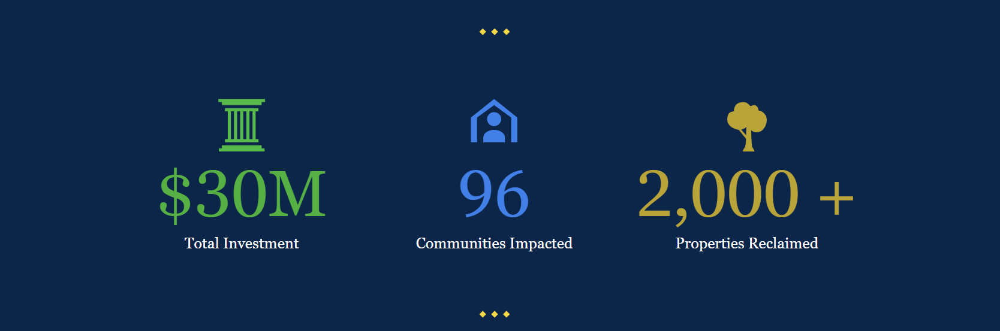 $30M
Total Investment
96
Communities Impacted
2,000 +
Properties Reclaimed